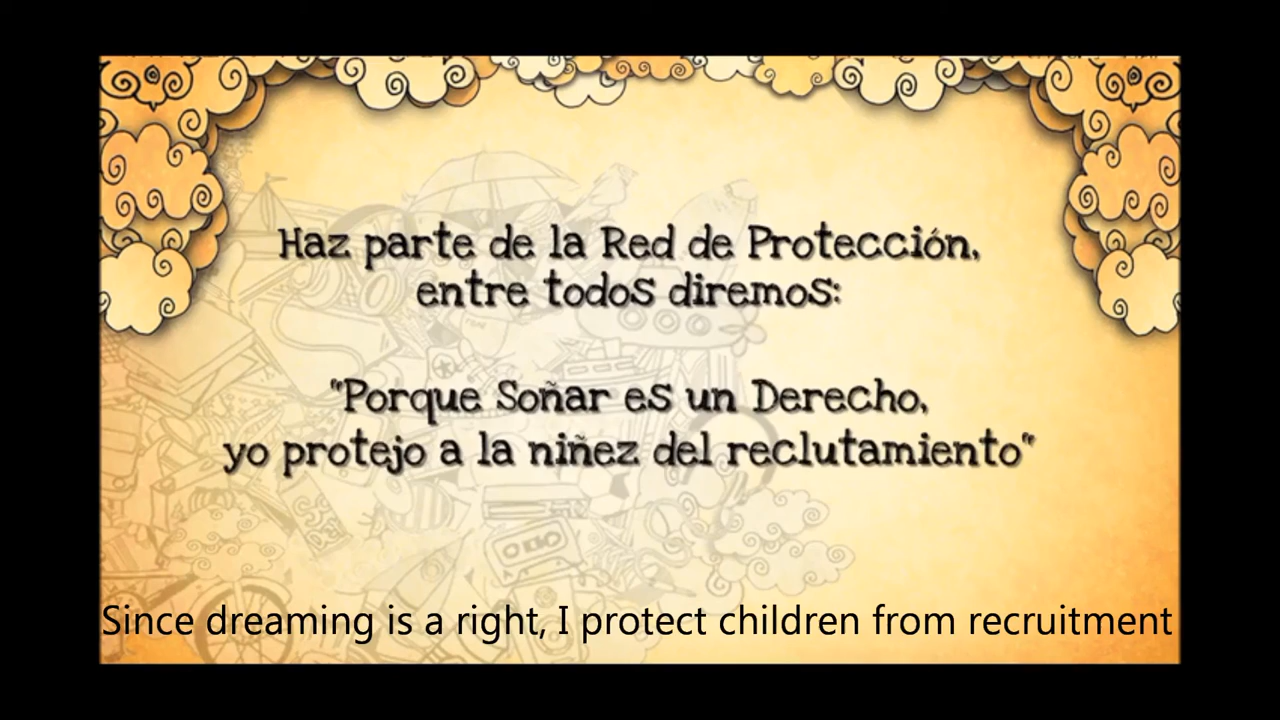 Haz parte de la Red de Protección,
entre todos diremos:
"Porque Soñar es un Derecho,
yo protejo a la niñez del reclutamiento"
Since dreaming is a right, I protect children from recruitment